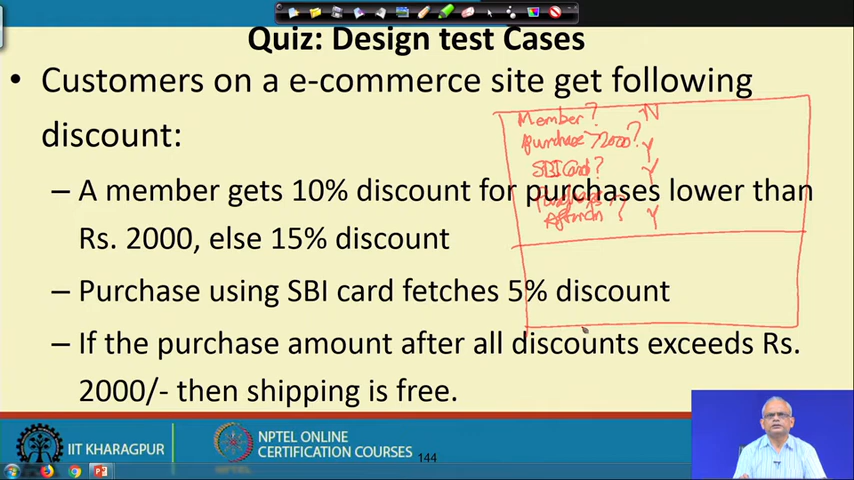 Quiz: Design test Cases
• Customers on a e-commerce site get following
discount:
– A member gets 10% discount for purchases lower than
Rs. 2000, else 15% discount
– Purchase using SBI card fetches 5% discount
– If the purchase amount after all discounts exceeds Rs.
2000/- then shipping is free.
Member? N
purchase >2000? Y
SBI Card? Y
Y
IIT KHARAGPUR
NPTEL ONLINE
CERTIFICATION COURSES
144